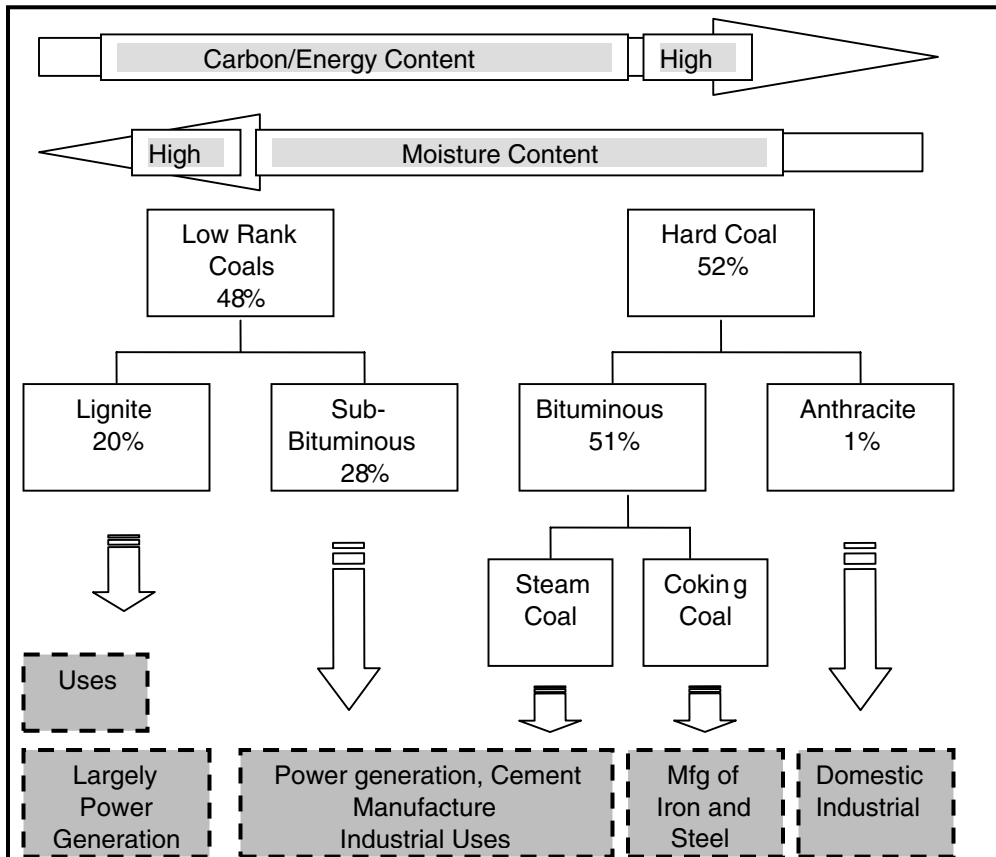 Carbon/Energy Content
High
High
Moisture Content
Low Rank
Coals
48%
Hard Coal
52%
Lignite
20%
Sub-
Bituminous
28%
Bituminous
51%
Anthracite
1%
Steam
Coal
Coking
Coal
Uses
Largely
Power
Generation
Power generation, Cement
Manufacture
Industrial Uses
Mfg of
Iron and
Steel
Domestic
Industrial